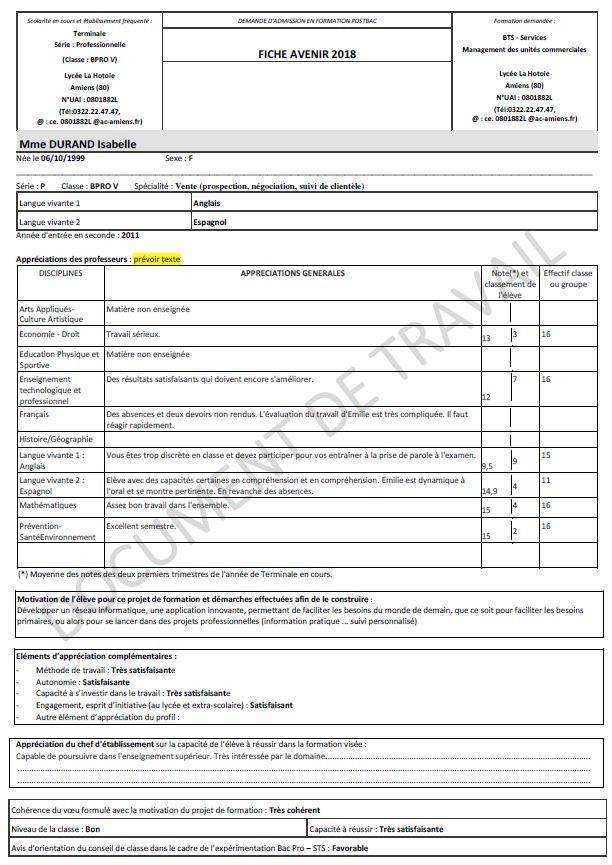 Scolarité en cours et établissement fréquenté :
Terminale
Série : Professionnelle
(Classe : BPRO V)
Lycée La Hotoie
Amiens (80)
N°UAI : 0801882L
(Tél:0322.22.47.47,
@ : ce. 0801882L @ac-amiens.fr)
DEMANDE D'ADMISSION EN FORMATION POSTBAC
FICHE AVENIR 2018
Formation demandée :
BTS - Services
Management des unités commerciales
Lycée La Hotoie
Amiens (80)
N°UAI : 0801882L
(Tél:0322.22.47.47,
@ : ce. 0801882L @ac-amiens.fr)
Mme DURAND Isabelle
Née le 06/10/1999 Sexe : F
Série : P Classe : BPRO V Spécialité : Vente (prospection, négociation, suivi de clientèle)
Langue vivante 1 Anglais
Langue vivante 2 Espagnol
Année d'entrée en seconde : 2011
Appréciations des professeurs : prévoir texte
DISCIPLINES APPRECIATIONS GENERALES Note(*) et classement de l'élève Effectif classe ou groupe
Arts Appliqués-
Culture Artistique Matière non enseignée
Economie - Droit Travail sérieux. 13 3 16
Education Physique et
Sportive Matière non enseignée
Enseignement
technologique et
professionnel Des résultats satisfaisants qui doivent encore s'améliorer. 12 7 16
Français Des absences et deux devoirs non rendus. L'évaluation du travail d'Emilie est très compliquée. Il faut
réagir rapidement.
Histoire/Géographie
Langue vivante 1 :
Anglais Vous êtes trop discrète en classe et devez participer pour vos entraîner à la prise de parole à l'examen. 9,5 9 15
Langue vivante 2 :
Espagnol Elève avec des capacités certaines en compréhension et en compréhension. Emilie est dynamique à
l'oral et se montre pertinente. En revanche des absences. 14,9 4 11
Mathématiques Assez bon travail dans l'ensemble. 15 4 16
Prévention-
SantéEnvironnement Excellent semestre. 15 2 16
(*) Moyenne des notes des deux premiers trimestres de l'année de Terminale en cours.
Motivation de l'élève pour ce projet de formation et démarches effectuées afin de le construire :
Développer un réseau informatique, une application innovante, permettant de faciliter les besoins du monde de demain, que ce soit pour faciliter les besoins
primaires, ou alors pour se lancer dans des projets professionnels (information pratique ... suivi personnalisé)
Eléments d'appréciation complémentaires :
- Méthode de travail : Très satisfaisante
- Autonomie : Satisfaisante
- Capacité à s'investir dans le travail : Très satisfaisante
- Engagement, esprit d'initiative (au lycée et extra-scolaire) : Satisfaisant
- Autre élément d'appréciation du profil :
Appréciation du chef d'établissement sur la capacité de l'élève à réussir dans la formation visée :
Capable de poursuivre dans l'enseignement supérieur. Très intéressée par le domaine.
Cohérence du vœu formulé avec la motivation du projet de formation : Très cohérent
Niveau de la classe : Bon Capacité à réussir : Très satisfaisante
Avis d'orientation du conseil de classe dans le cadre de l'expérimentation Bac Pro – STS : Favorable
DOCUMENT DE TRAVAIL